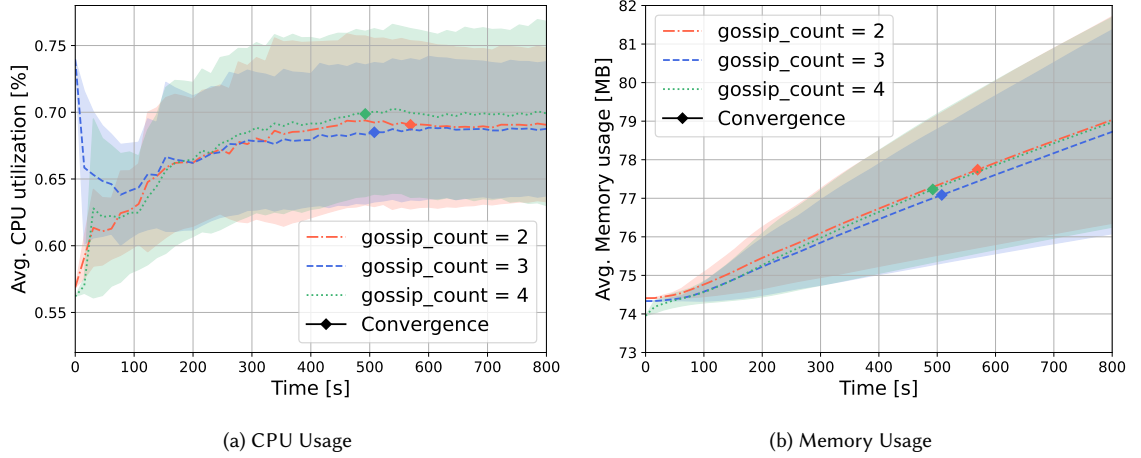 Avg. CPU utilization [%]
0.75
0.70
0.65
0.60
0.55
gossip_count = 2
gossip_count = 3
gossip_count = 4
Convergence
0 100 200 300 400 500 600 700 800
Time [s]
(a) CPU Usage
Avg. Memory usage [MB]
82
81
80
79
78
77
76
75
74
73
gossip_count = 2
gossip_count = 3
gossip_count = 4
Convergence
0 100 200 300 400 500 600 700 800
Time [s]
(b) Memory Usage